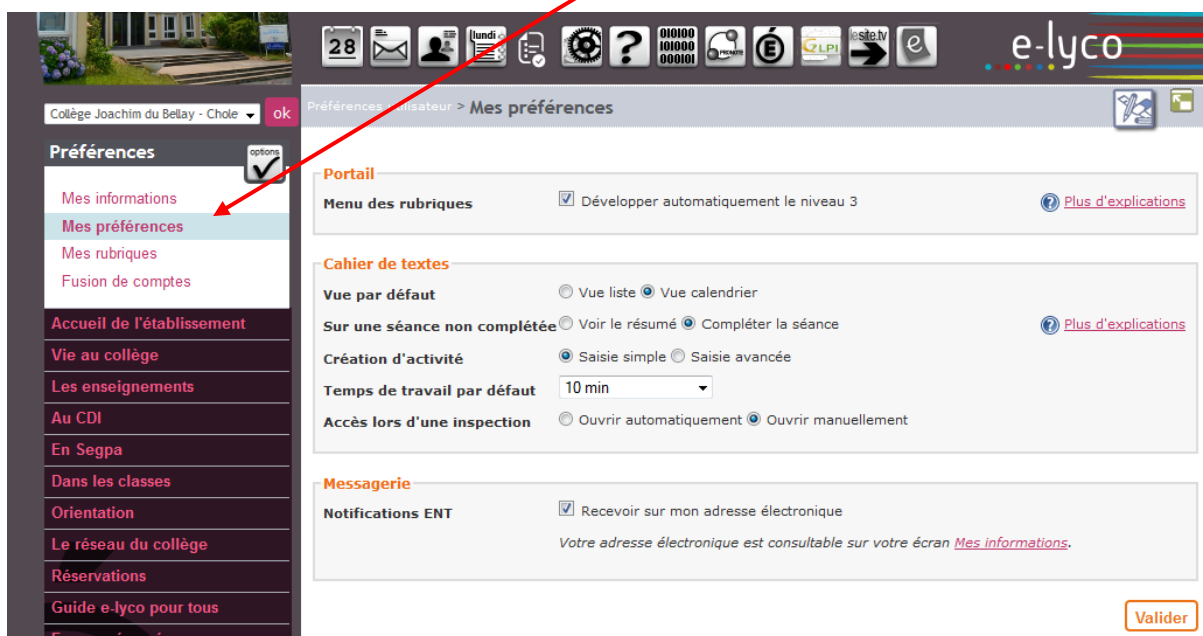 28 lundi ? 010100 lesite.tv
101000 PRONOTE É GLPI e e-lyco
000101
Collège Joachim du Bellay - Chole ok
Préférences utilisateur > Mes préférences
Préférences options
Mes informations
Mes préférences
Mes rubriques
Fusion de comptes
Accueil de l'établissement
Vie au collège
Les enseignements
Au CDI
En Segpa
Dans les classes
Orientation
Le réseau du collège
Réservations
Guide e-lyco pour tous
Portail
Menu des rubriques Développer automatiquement le niveau 3 Plus d'explications
Cahier de textes
Vue par défaut Vue liste Vue calendrier
Sur une séance non complétée Voir le résumé Compléter la séance Plus d'explications
Création d'activité Saisie simple Saisie avancée
Temps de travail par défaut 10 min
Accès lors d'une inspection Ouvrir automatiquement Ouvrir manuellement
Messagerie
Notifications ENT Recevoir sur mon adresse électronique
Votre adresse électronique est consultable sur votre écran Mes informations.
Valider